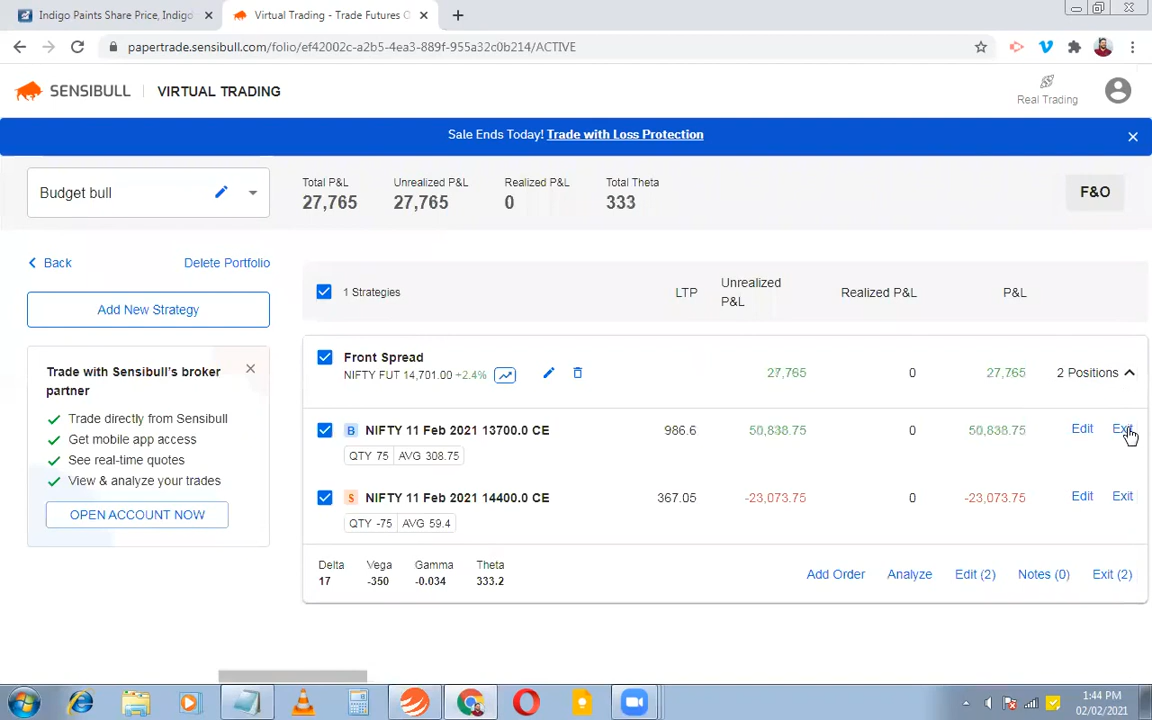 Indigo Paints Share Price, Indigo
Virtual Trading - Trade Futures O
papertrade.sensibull.com/folio/ef42002c-a2b5-4ea3-889f-955a32c0b214/ACTIVE
SENSIBULL
VIRTUAL TRADING
Real Trading
Sale Ends Today! Trade with Loss Protection
Budget bull
Total P&L
27,765
Unrealized P&L
27,765
Realized P&L
0
Total Theta
333
F&O
Back
Delete Portfolio
Add New Strategy
Trade with Sensibull's broker
partner
Trade directly from Sensibull
Get mobile app access
See real-time quotes
View & analyze your trades
OPEN ACCOUNT NOW
1 Strategies
LTP
Unrealized
P&L
Realized P&L
P&L
Front Spread
NIFTY FUT 14,701.00 +2.4%
27,765
0
27,765
2 Positions
B NIFTY 11 Feb 2021 13700.0 CE
986.6
50,838.75
0
50,838.75
Edit
Exit
QTY 75
AVG 308.75
S NIFTY 11 Feb 2021 14400.0 CE
367.05
-23,073.75
0
-23,073.75
Edit
Exit
QTY -75
AVG 59.4
Delta
17
Vega
-350
Gamma
-0.034
Theta
333.2
Add Order
Analyze
Edit (2)
Notes (0)
Exit (2)
1:44 PM
02/02/2021